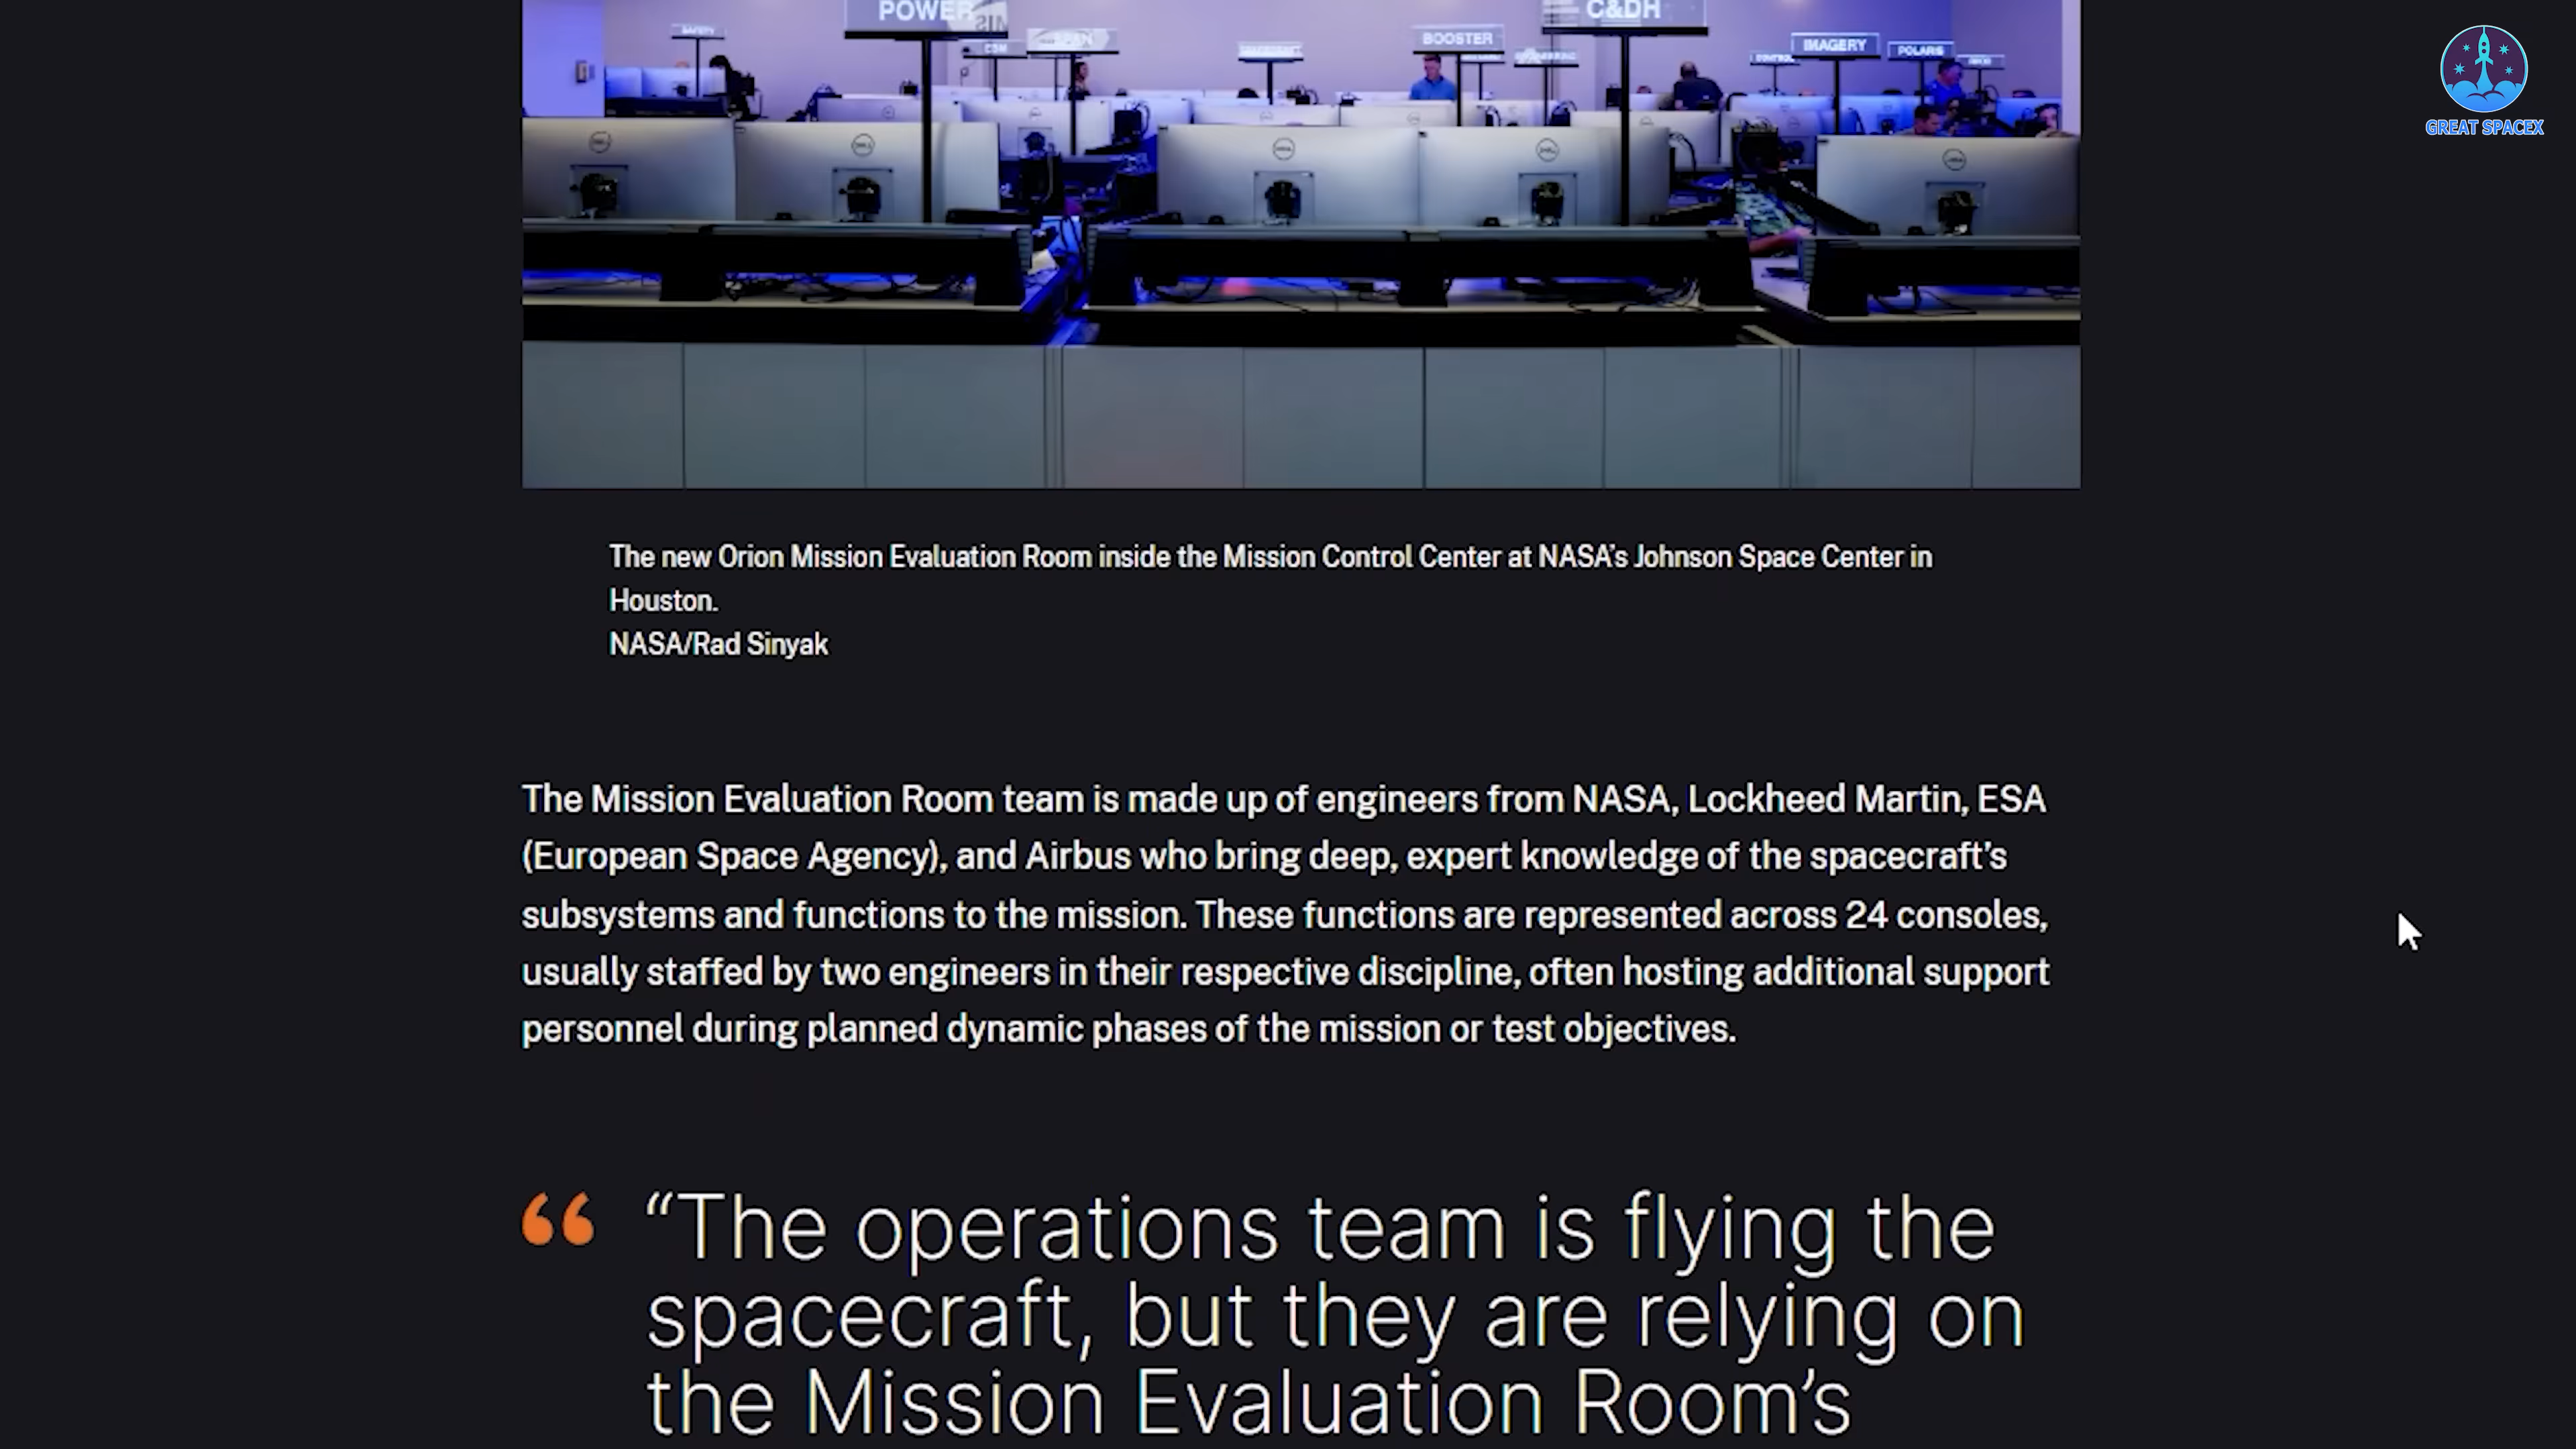 POWER
C&DH
SAFETY
BOOSTER
IMAGERY
POLARIS
CONTROL
GREAT SPACEX
The new Orion Mission Evaluation Room inside the Mission Control Center at NASA's Johnson Space Center in
Houston.
NASA/Rad Sinyak
The Mission Evaluation Room team is made up of engineers from NASA, Lockheed Martin, ESA
(European Space Agency), and Airbus who bring deep, expert knowledge of the spacecraft's
subsystems and functions to the mission. These functions are represented across 24 consoles,
usually staffed by two engineers in their respective discipline, often hosting additional support
personnel during planned dynamic phases of the mission or test objectives.
“The operations team is flying the
spacecraft, but they are relying on
the Mission Evaluation Room’s